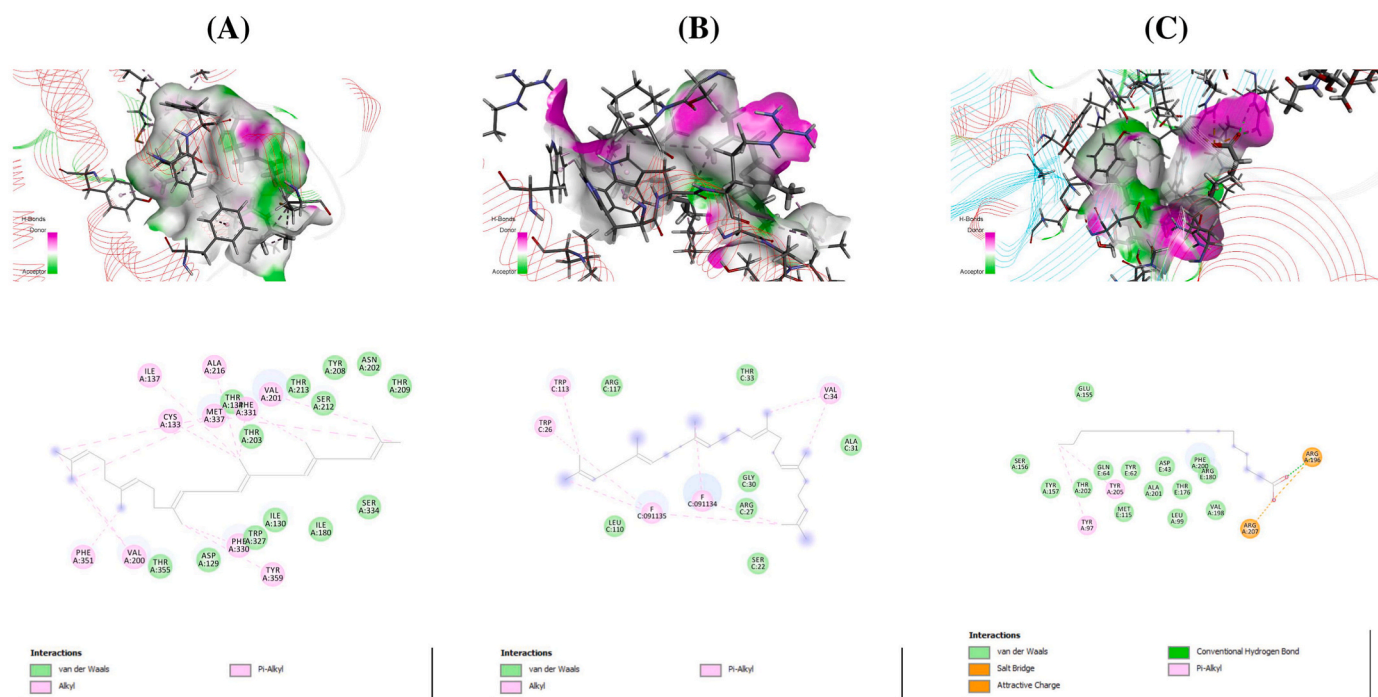 (A)
(B)
(C)
H-Bonds
Donor
Acceptor
H-Bonds
Donor
Acceptor
H-Bonds
Donor
Acceptor
ILE
A:137
ALA
A:216
VAL
A:201
THR
A:213
TYR
A:208
ASN
A:202
THR
A:209
SER
A:212
CYS
A:133
MET
A:337
THR
A:134
PHE
A:331
THR
A:203
SER
A:334
ILE
A:130
ILE
A:180
TRP
A:327
PHE
A:330
ASP
A:129
TYR
A:359
PHE
A:351
VAL
A:200
THR
A:355
Interactions
van der Waals
Alkyl
Pi-Alkyl
TRP
C:113
ARG
C:117
THR
C:33
VAL
C:34
TRP
C:26
ALA
C:31
GLY
C:30
ARG
C:27
F
C:091134
F
C:091135
LEU
C:110
SER
C:22
Interactions
van der Waals
Alkyl
Pi-Alkyl
GLU
A:155
SER
A:156
TYR
A:157
THR
A:202
GLN
E:64
TYR
A:205
TYR
E:62
ASP
E:43
PHE
A:200
ARG
E:180
ARG
A:196
ALA
A:201
THR
E:176
MET
E:115
LEU
A:99
VAL
A:198
TYR
A:97
ARG
A:207
Interactions
van der Waals
Salt Bridge
Attractive Charge
Conventional Hydrogen Bond
Pi-Alkyl